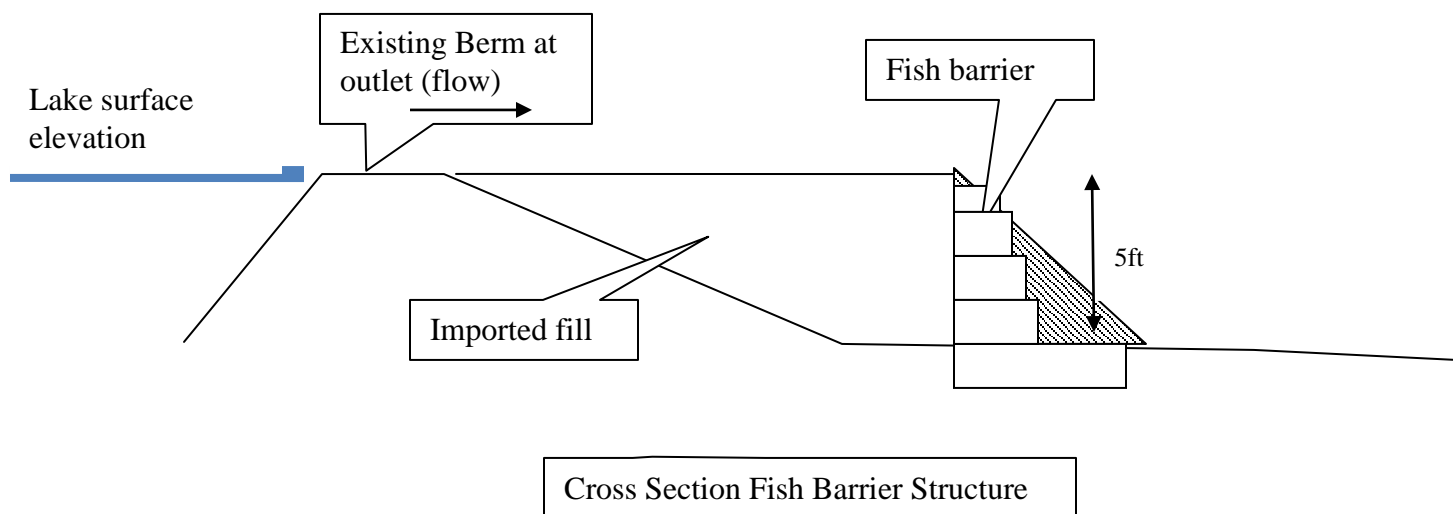 Existing Berm at
outlet (flow)
Fish barrier
Lake surface
elevation
5ft
Imported fill
Cross Section Fish Barrier Structure